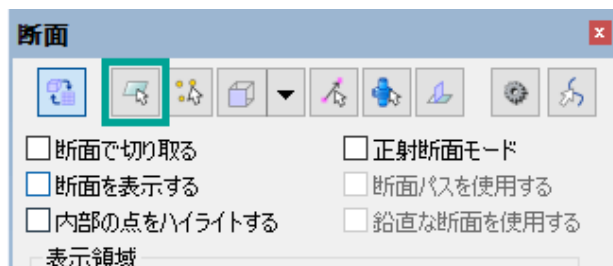 断面
断面で切り取る
正射断面モード
断面を表示する
断面パスを使用する
内部の点をハイライトする
鉛直な断面を使用する
表示領域